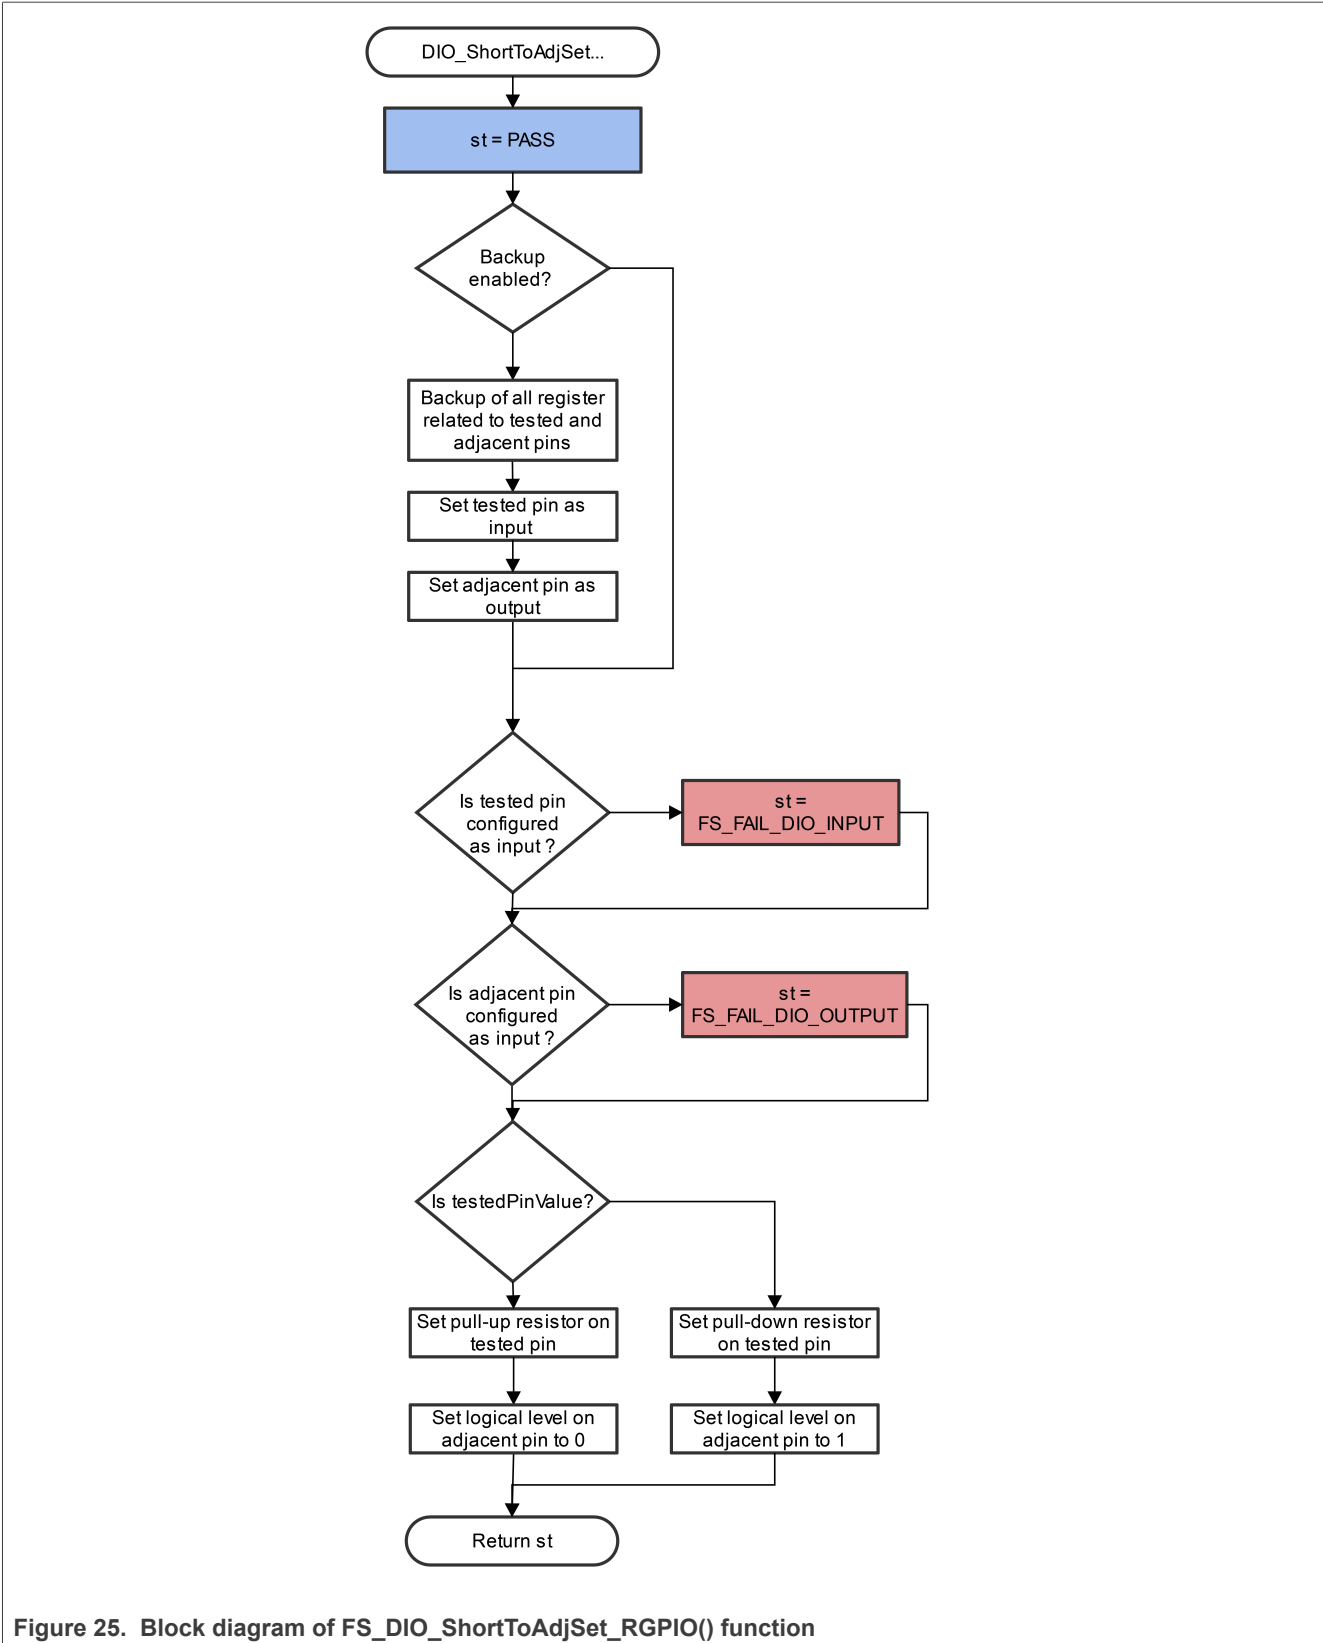 DIO_ShortToAdjSet...
st = PASS
Backup
enabled?
Backup of all register
related to tested and
adjacent pins
Set tested pin as
input
Set adjacent pin as
output
Is tested pin
configured
as input ?
st =
FS_FAIL_DIO_INPUT
Is adjacent pin
configured
as input ?
st =
FS_FAIL_DIO_OUTPUT
Is testedPinValue?
Set pull-up resistor on
tested pin
Set pull-down resistor
on tested pin
Set logical level on
adjacent pin to 0
Set logical level on
adjacent pin to 1
Return st
Figure 25. Block diagram of FS_DIO_ShortToAdjSet_RGPIO() function